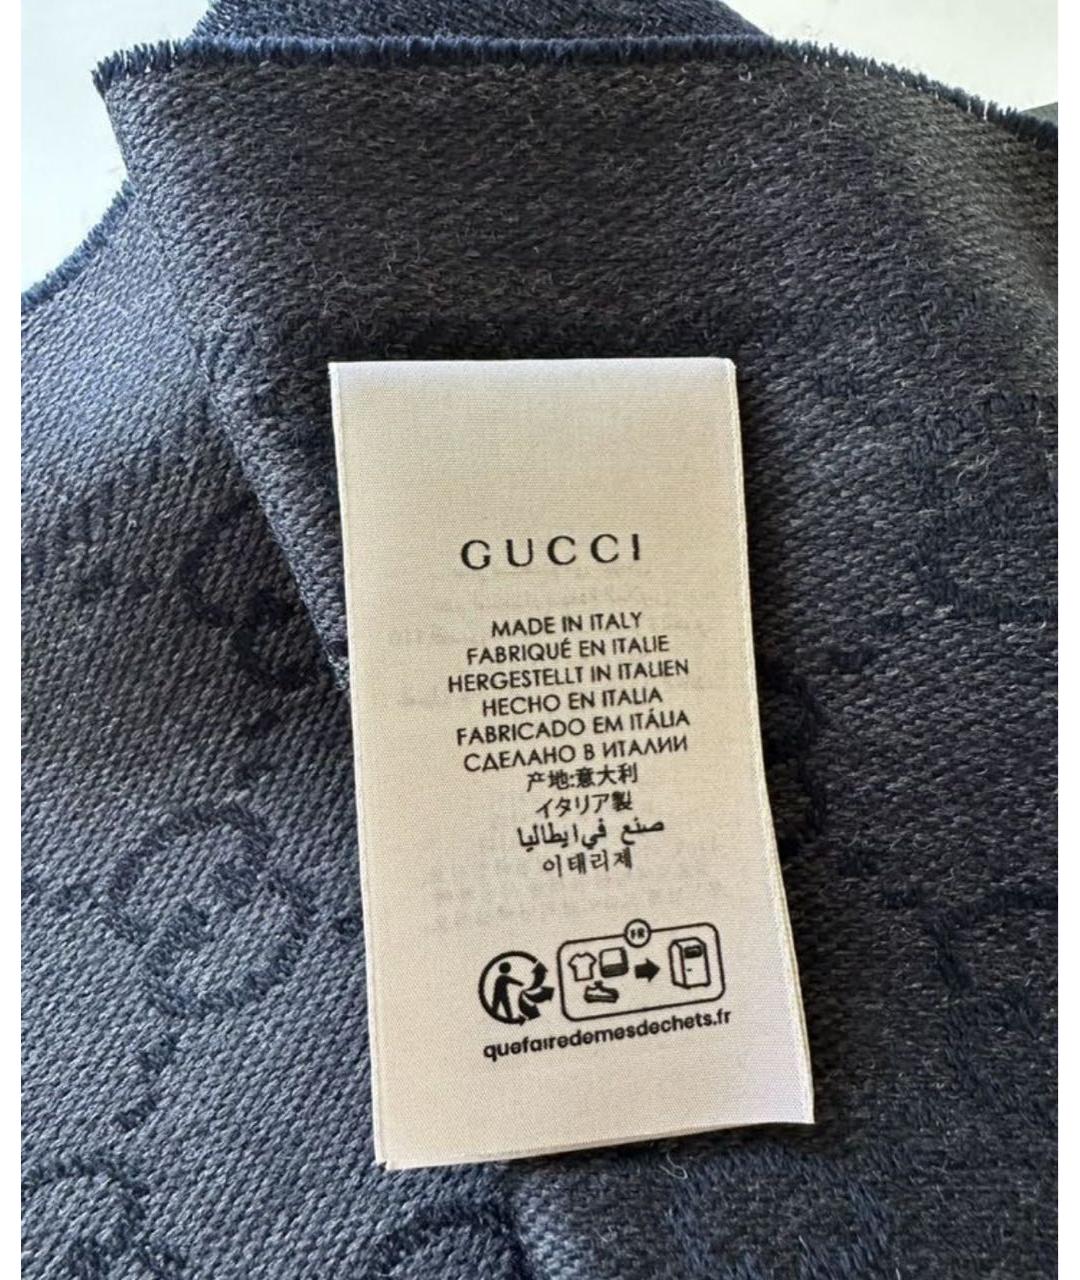 GUCCI
MADE IN ITALY
FABRIQUÉ EN ITALIE
HERGESTELLT IN ITALIEN
HECHO EN ITALIA
FABRICADO EM ITÁLIA
СДЕЛАНО В ИТАЛИИ
产地:意大利
イタリア製
صنع في ايطاليا
이태리제
FR
quefairedemesdechets.fr